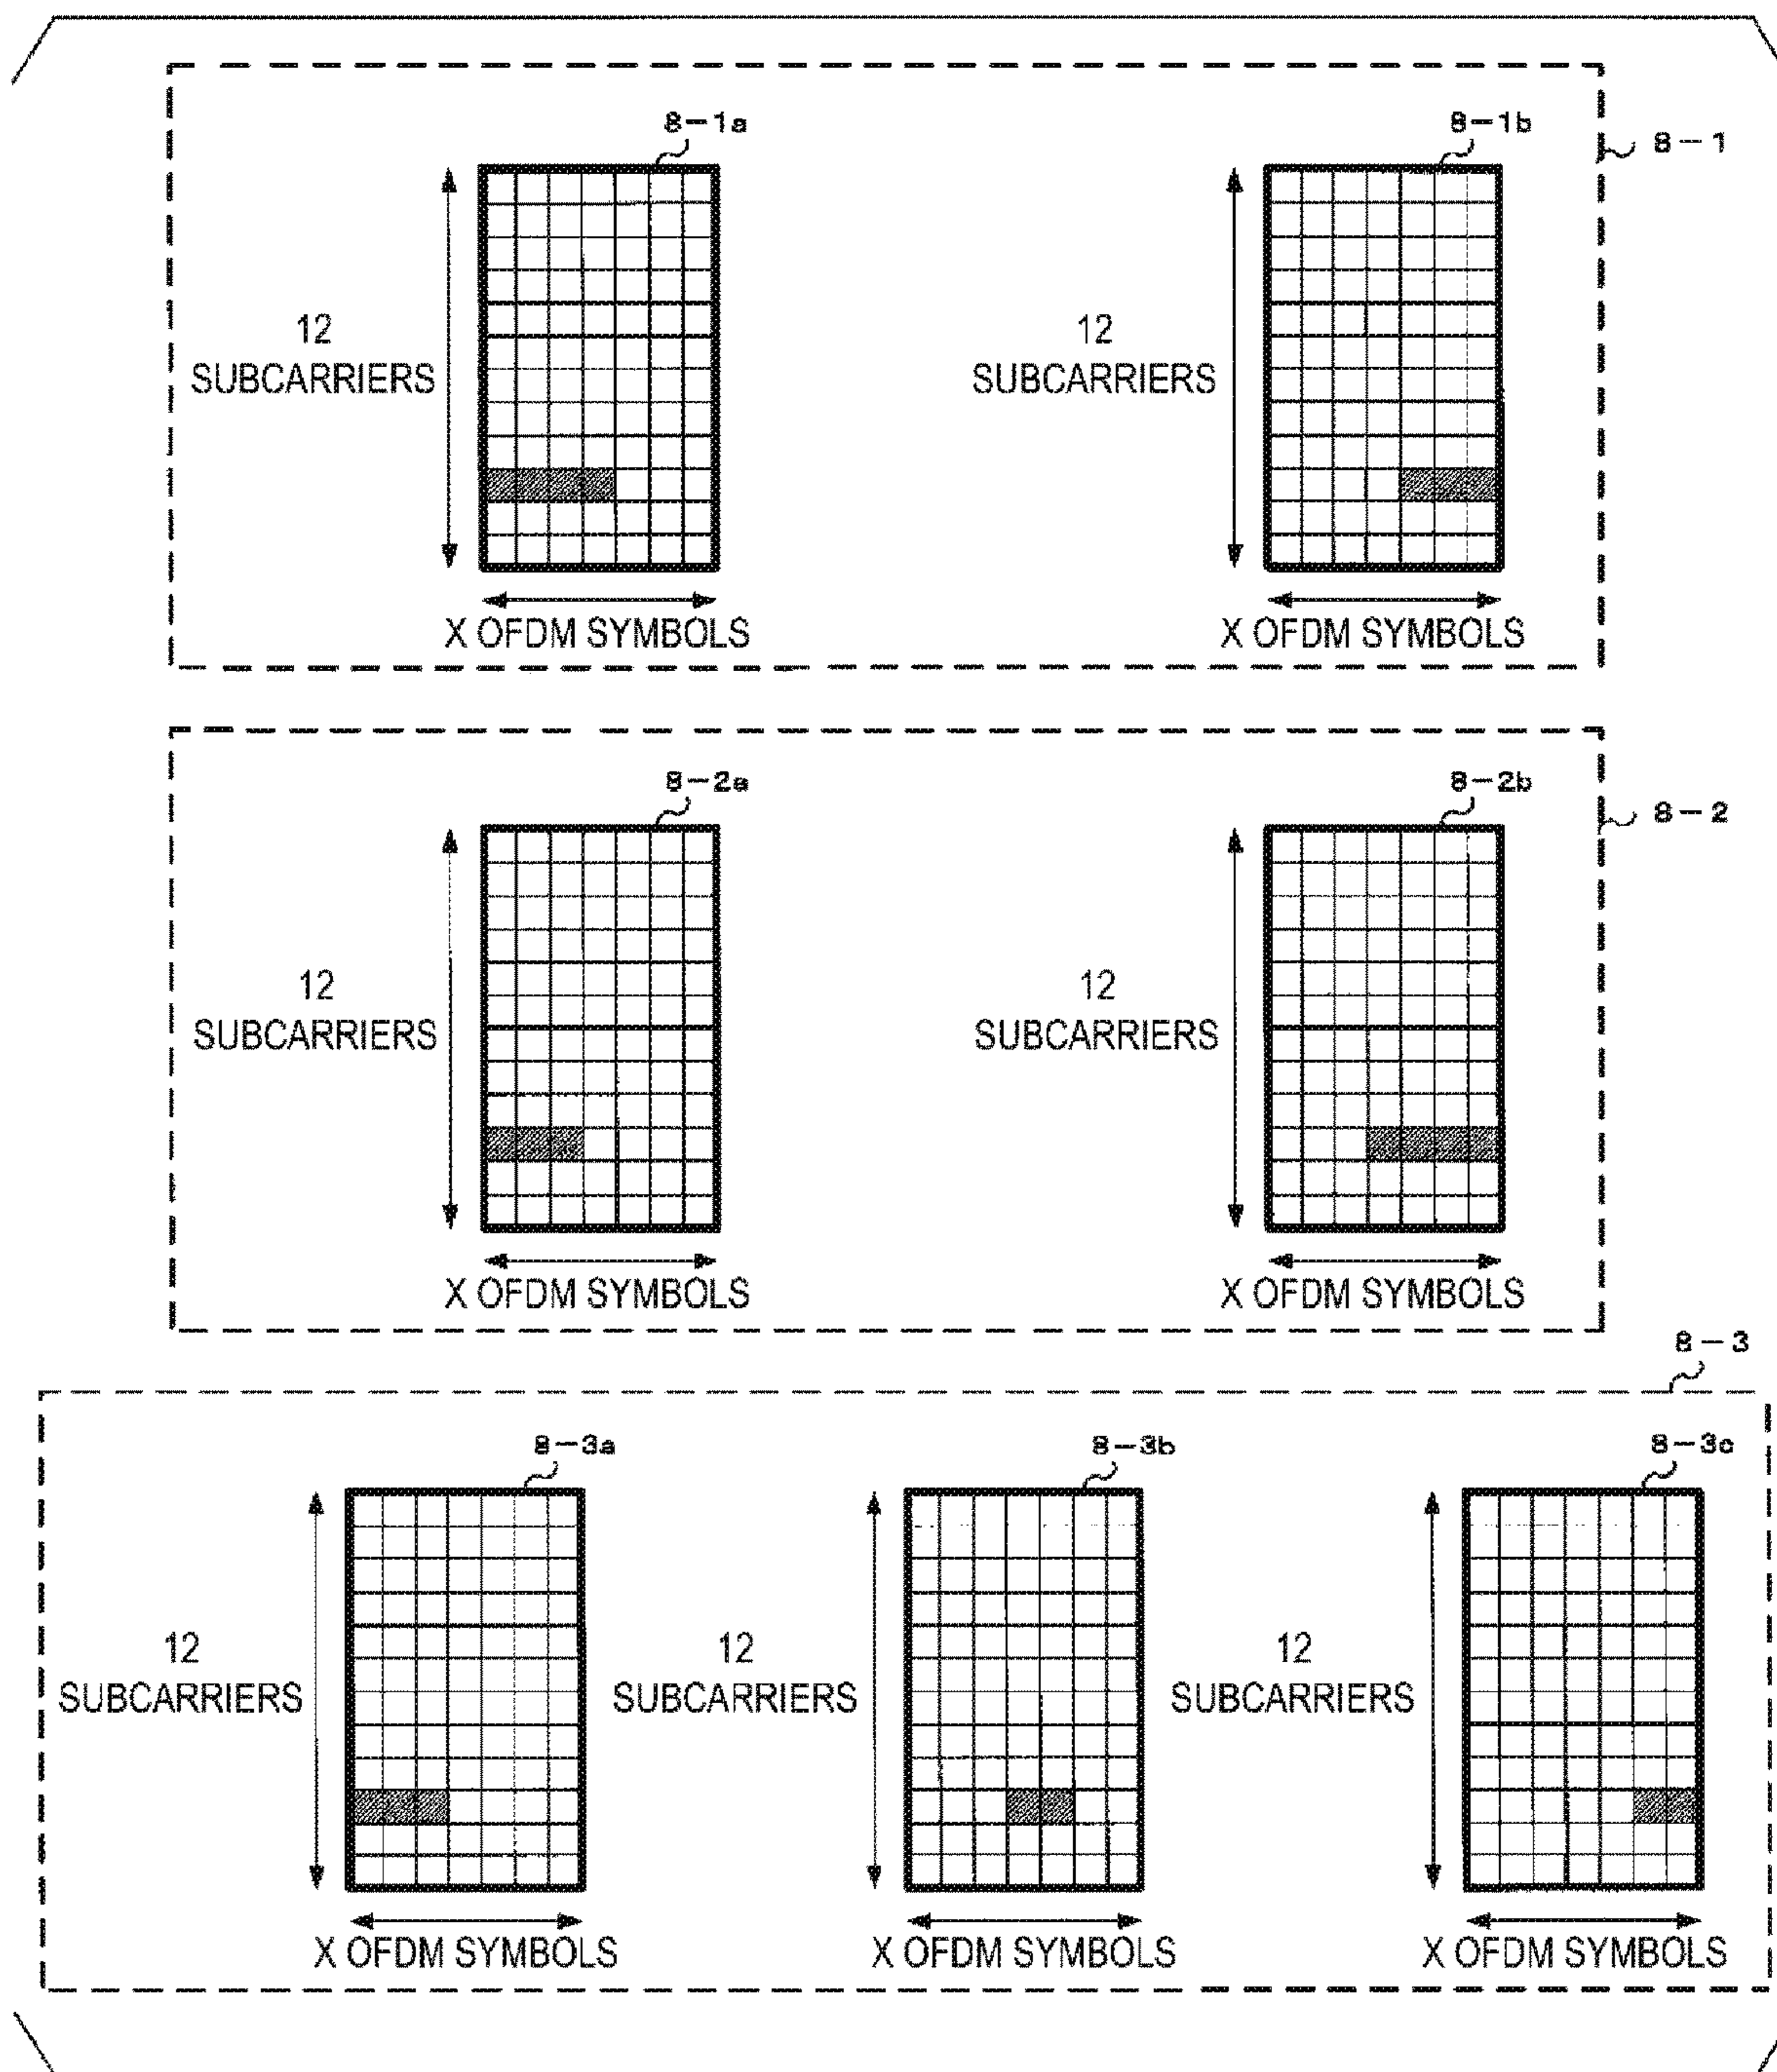 8-1a
8-1b
8-1
12
SUBCARRIERS
12
SUBCARRIERS
X OFDM SYMBOLS
X OFDM SYMBOLS
8-2a
8-2b
8-2
12
SUBCARRIERS
12
SUBCARRIERS
X OFDM SYMBOLS
X OFDM SYMBOLS
8-3
8-3a
8-3b
8-3c
12
SUBCARRIERS
12
SUBCARRIERS
12
SUBCARRIERS
X OFDM SYMBOLS
X OFDM SYMBOLS
X OFDM SYMBOLS